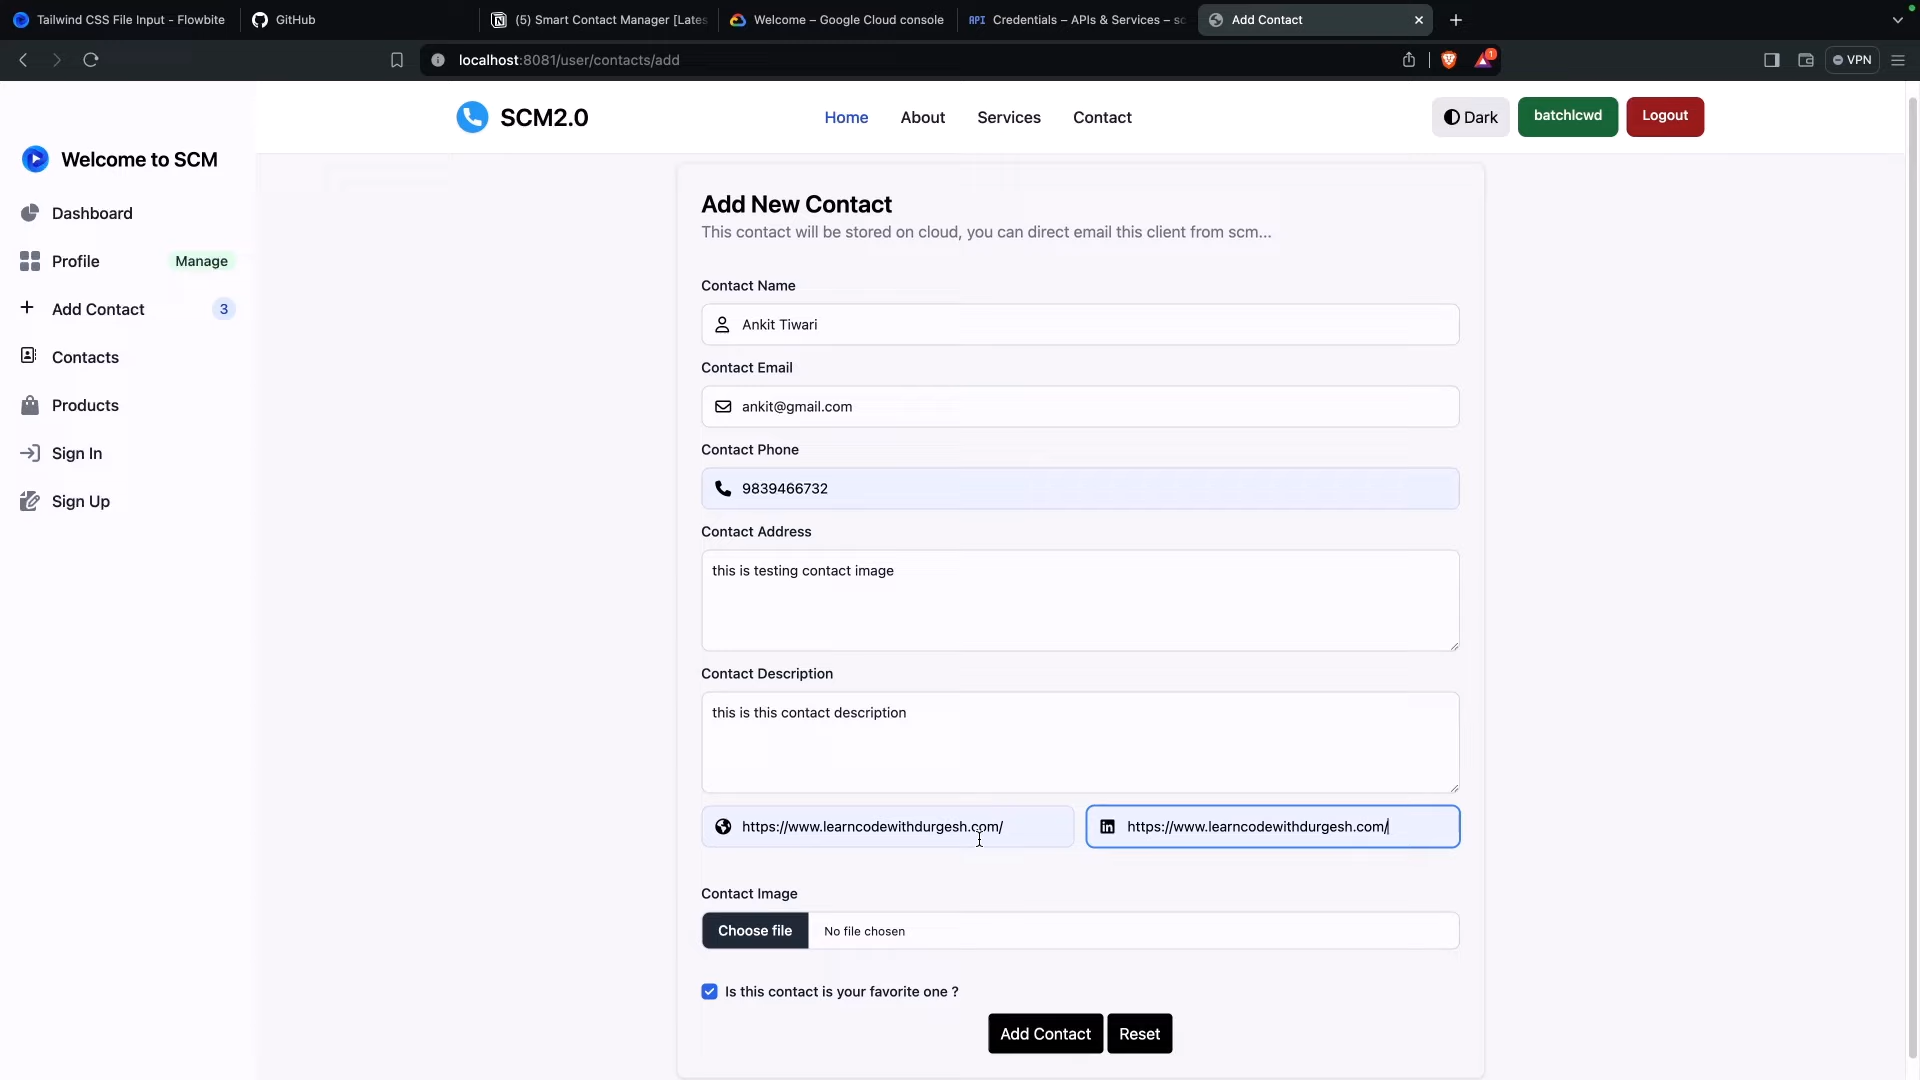 Tailwind CSS File Input - Flowbite
GitHub
(5) Smart Contact Manager [Lates
Welcome – Google Cloud console
API Credentials – APIs & Services – sc
Add Contact
localhost:8081/user/contacts/add
1
VPN
SCM2.0
Home
About
Services
Contact
Dark
batchlcwd
Logout
Welcome to SCM
Dashboard
Profile
Manage
Add Contact
3
Contacts
Products
Sign In
Sign Up
Add New Contact
This contact will be stored on cloud, you can direct email this client from scm...
Contact Name
Ankit Tiwari
Contact Email
ankit@gmail.com
Contact Phone
9839466732
Contact Address
this is testing contact image
Contact Description
this is this contact description
https://www.learncodewithdurgesh.com/
in
https://www.learncodewithdurgesh.com/
Contact Image
Choose file
No file chosen
Is this contact is your favorite one ?
Add Contact
Reset